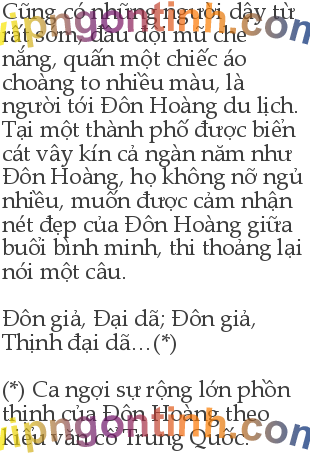 Cũng có những người dậy từ
rất sớm, đầu đội mũ che
nắng, quấn một chiếc áo
choàng to nhiều màu, là
người tới Đôn Hoàng du lịch.
Tại một thành phố được biển
cát vây kín cả ngàn năm như
Đôn Hoàng, họ không nỡ ngủ
nhiều, muốn được cảm nhận
nét đẹp của Đôn Hoàng giữa
buổi bình minh, thi thoảng lại
nói một câu.
Đôn giả, Đại dã; Đôn giả,
Thịnh đại dã...(*)
(*) Ca ngợi sự rộng lớn phồn
thịnh của Đôn Hoàng theo
kiểu văn cổ Trung Quốc.
vipngontinh.com
vipngontinh.com